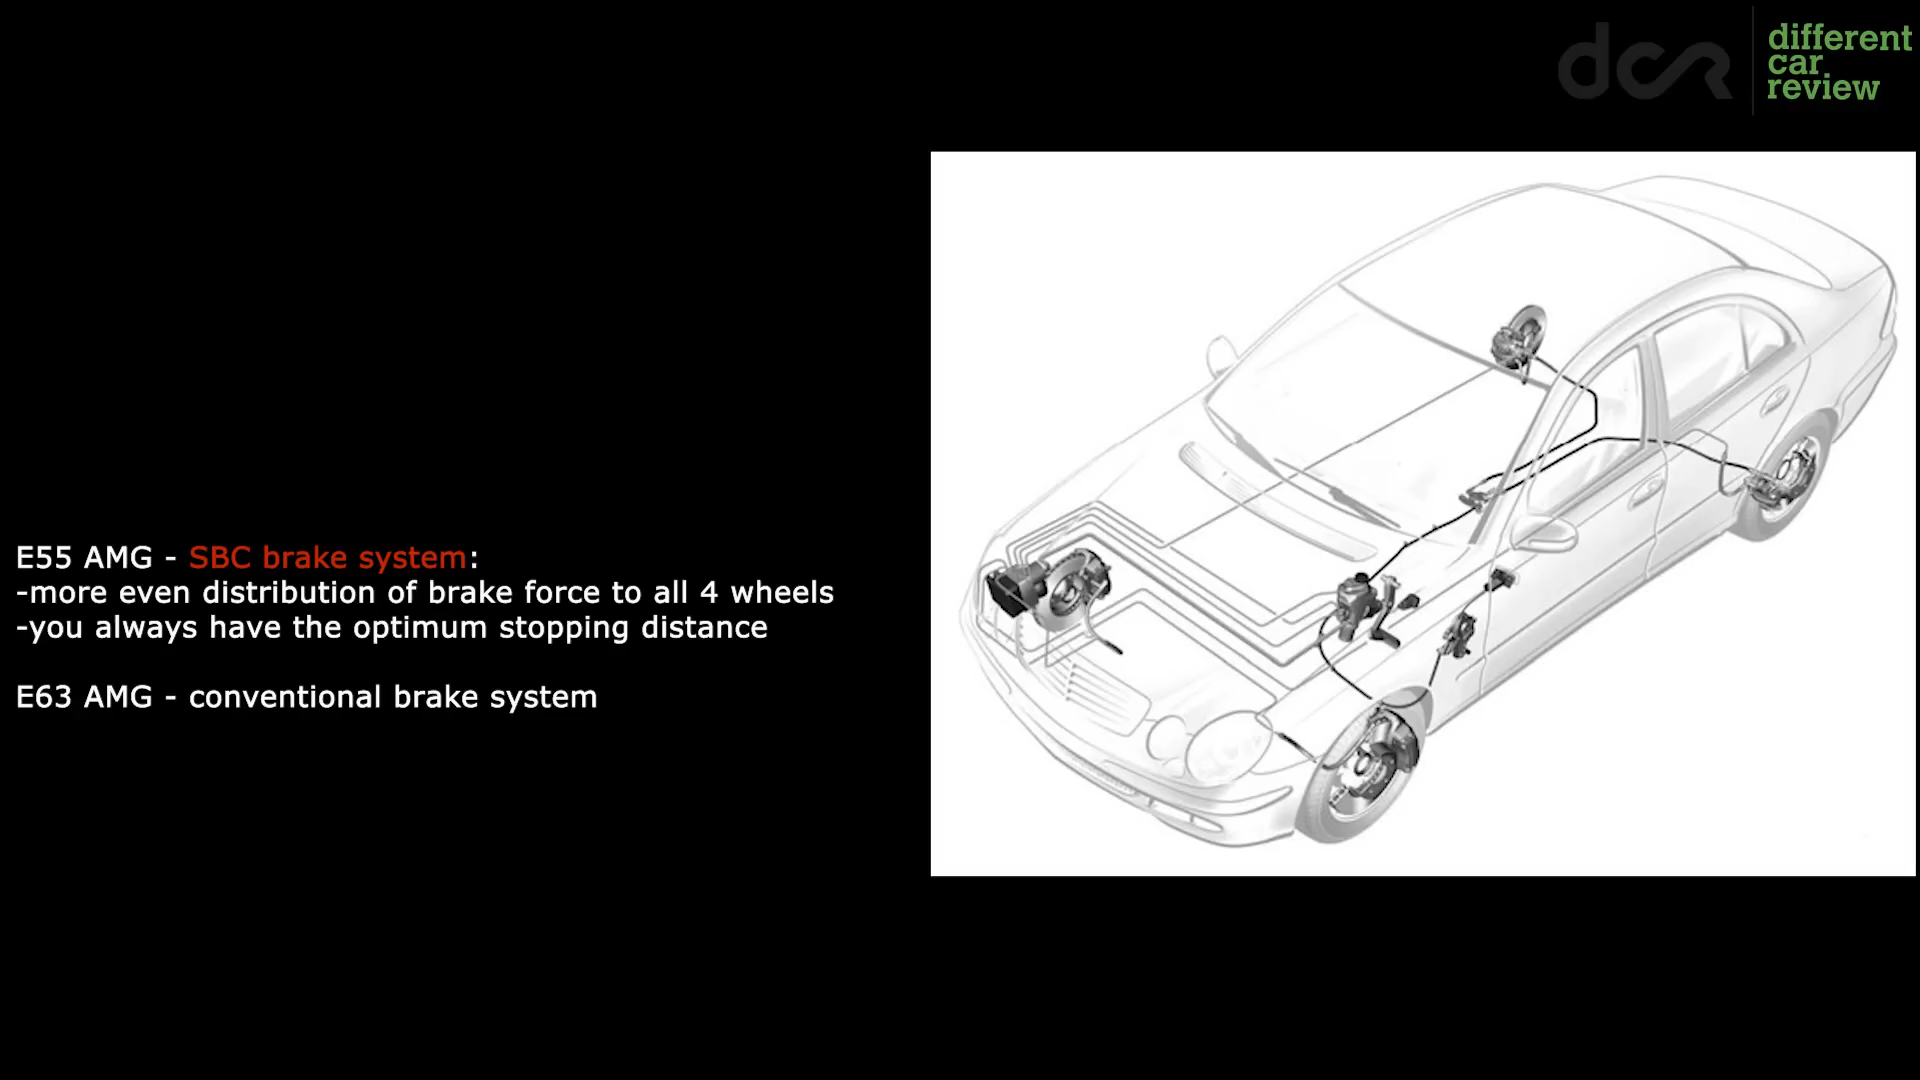 dcr
different
car
review
E55 AMG - SBC brake system:
-more even distribution of brake force to all 4 wheels
-you always have the optimum stopping distance
E63 AMG - conventional brake system